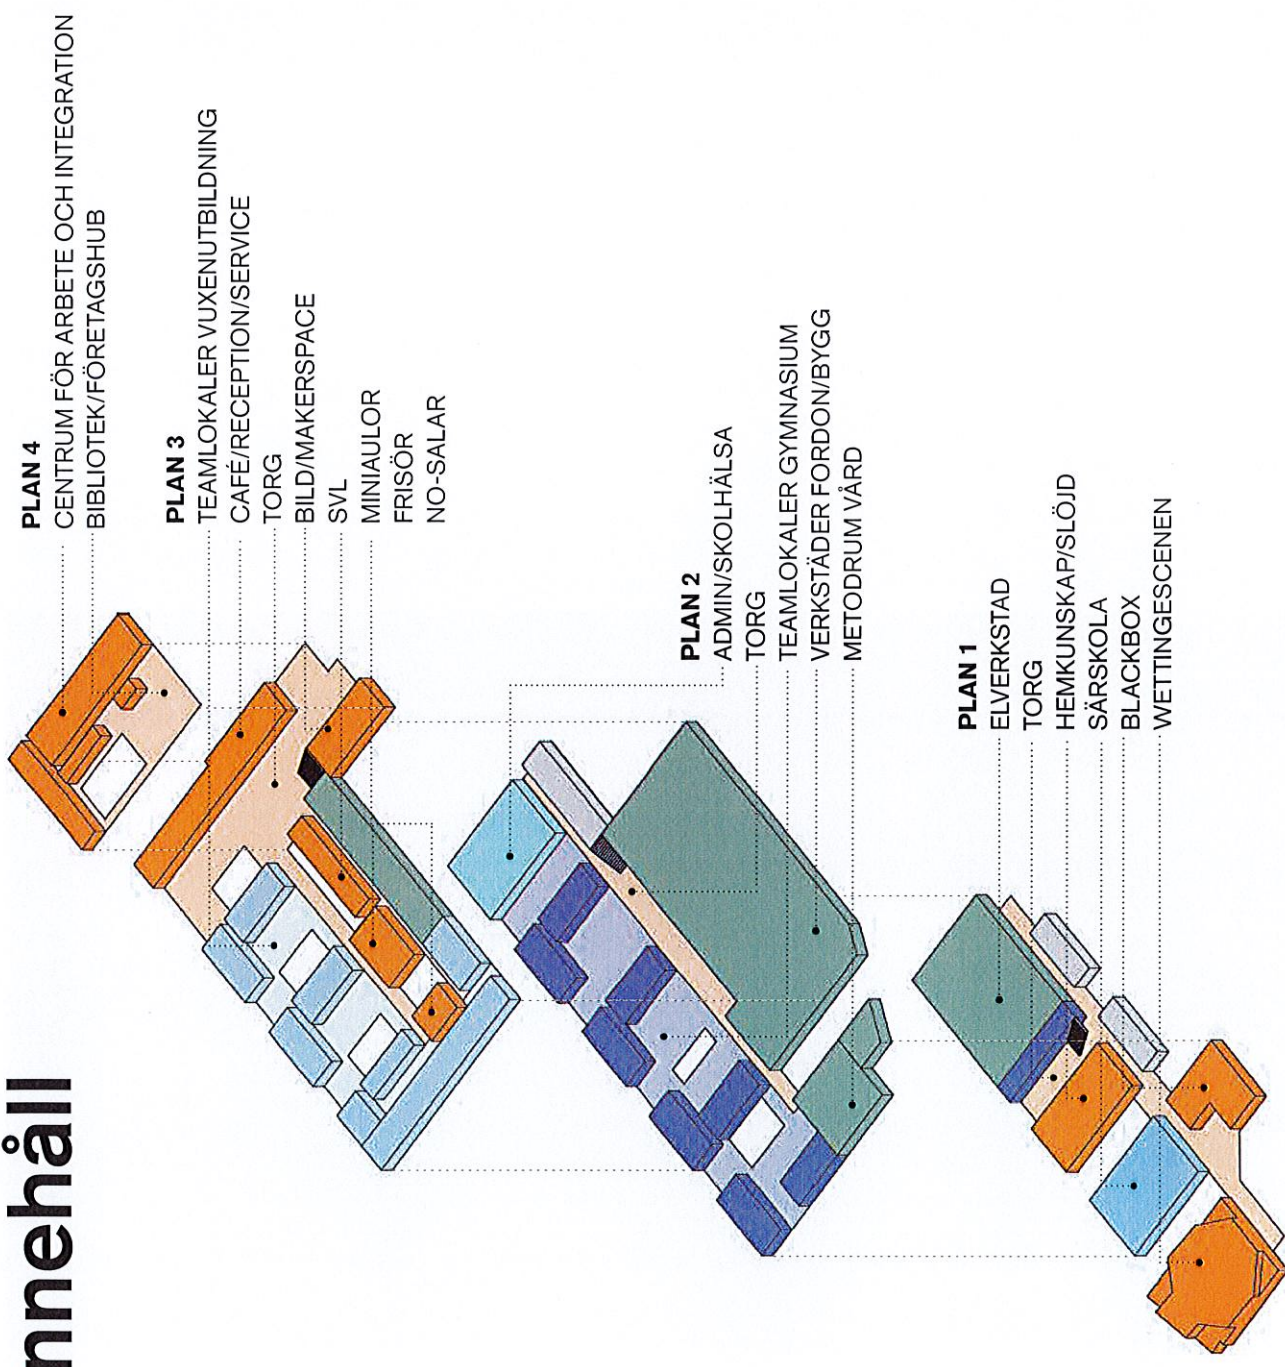 nnehåll
PLAN 4
CENTRUM FÖR ARBETE OCH INTEGRATION
BIBLIOTEK/FÖRETAGSHUB
PLAN 3
TEAMLOKALER VUXENUTBILDNING
CAFÉ/RECEPTION/SERVICE
TORG
BILD/MAKERSPACE
SVL
MINIAULOR
FRISÖR
NO-SALAR
PLAN 2
ADMIN/SKOLHÄLSA
TORG
TEAMLOKALER GYMNASIUM
VERKSTÄDER FORDON/BYGG
METODRUM VÅRD
PLAN 1
ELVERKSTAD
TORG
HEMKUNSKAP/SLÖJD
SÄRSKOLA
BLACKBOX
WETTINGESCENEN